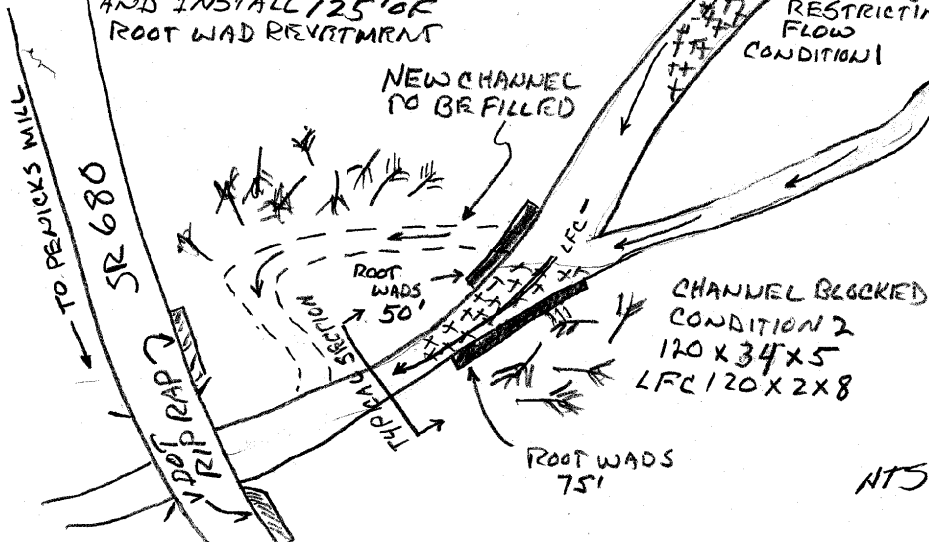 AND INSTALL 125' OF
ROOT WAD REVETMENT
RESTRICTIN
FLOW
CONDITION 1
NEW CHANNEL
TO BE FILLED
TO PENICKS MILL
SR 680
LFC
ROOT
WADS
50'
TYPICAL SECTION
CHANNEL BLOCKED
CONDITION 2
120 X 34 X 5
LFC 120 X 2 X 8
VDOT
RIP RAP
ROOT WADS
75'
NTS